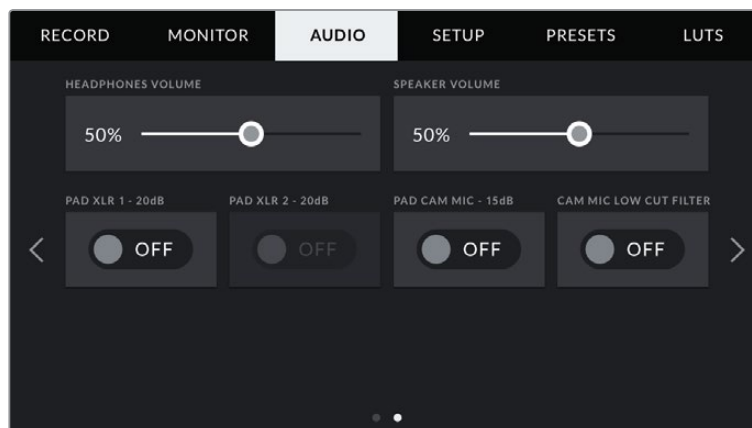 RECORD MONITOR AUDIO SETUP PRESETS LUTS
HEADPHONES VOLUME SPEAKER VOLUME
50% 50%
PAD XLR 1 - 20dB PAD XLR 2 - 20dB PAD CAM MIC - 15dB CAM MIC LOW CUT FILTER
OFF OFF OFF OFF